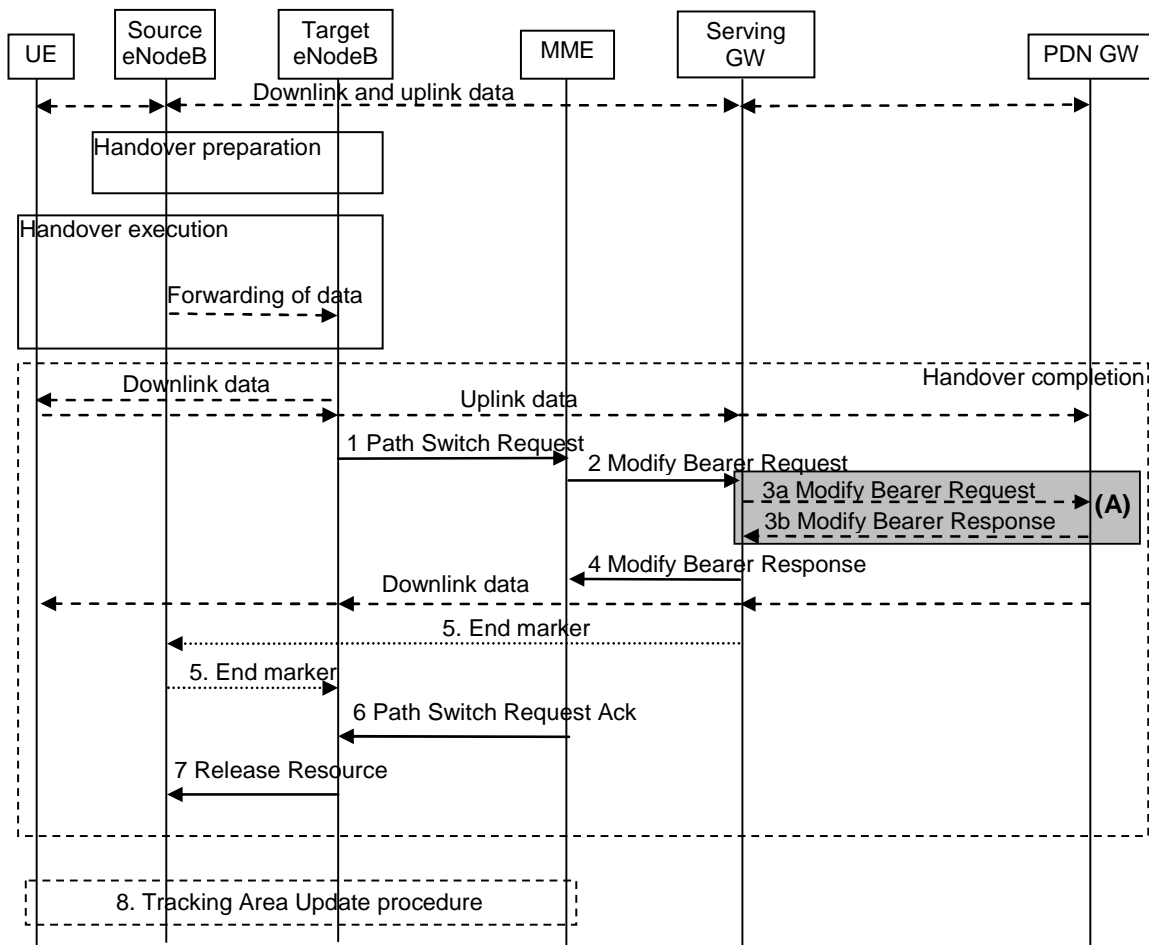 UE
Source
eNodeB
Target
eNodeB
MME
Serving
GW
PDN GW
Downlink and uplink data
Handover preparation
Handover execution
Forwarding of data
Handover completion
Downlink data
Uplink data
1 Path Switch Request
2 Modify Bearer Request
3a Modify Bearer Request
(A)
3b Modify Bearer Response
4 Modify Bearer Response
Downlink data
5. End marker
5. End marker
6 Path Switch Request Ack
7 Release Resource
8. Tracking Area Update procedure